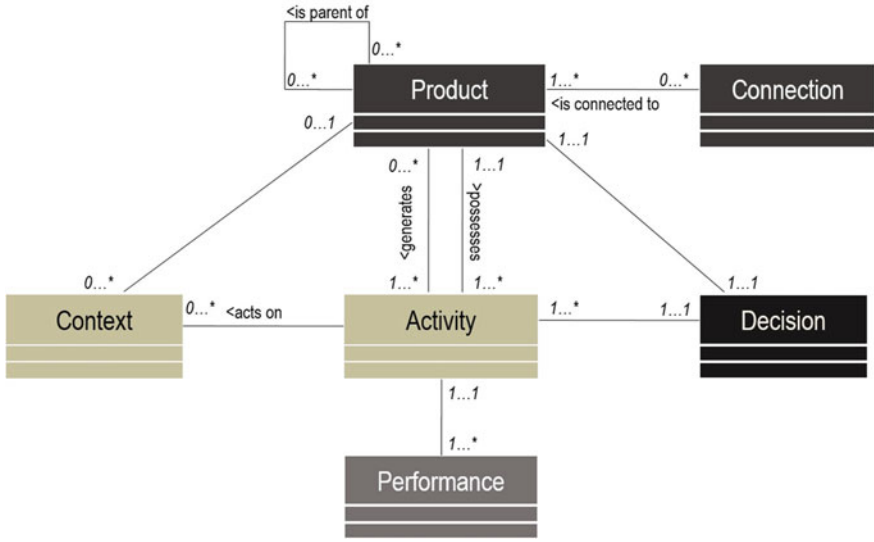 <is parent of
0...*
0...*
Product
1...*
0...*
Connection
<is connected to
0...1
0...*
1...1
1...1
<generates
>possesses
0...*
1...*
1...*
1...1
Context
0...*
<acts on
Activity
1...*
1...1
Decision
1...1
1...*
Performance